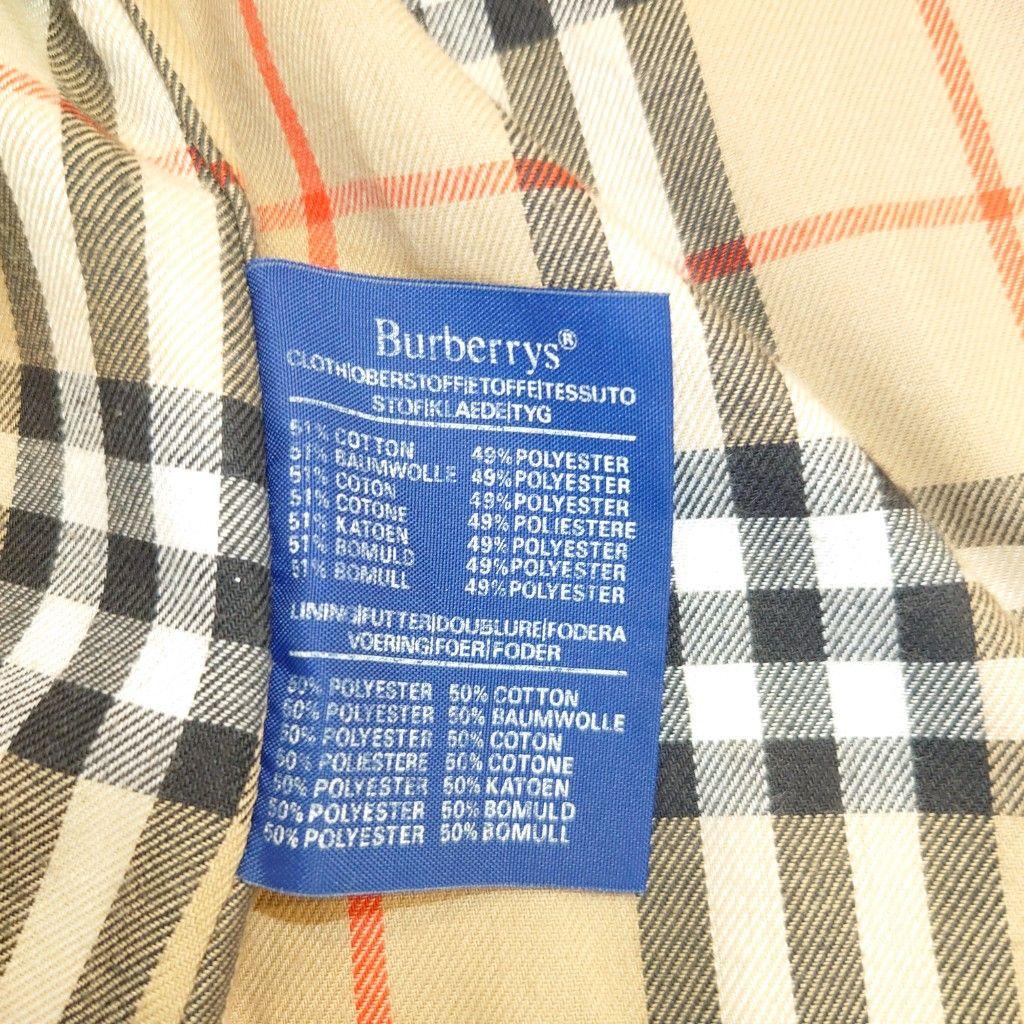 Burberrys®
CLOTH|OBERSTOFF|ETOFFE|TESSUTO
STOF|KLAEDE|TYG
51% COTTON 49% POLYESTER
51% BAUMWOLLE 49% POLYESTER
51% COTON 49% POLYESTER
51% COTONE 49% POLIESTERE
51% KATOEN 49% POLYESTER
51% BOMULD 49% POLYESTER
51% BOMULL 49% POLYESTER
LINING|FUTTER|DOUBLURE|FODERA
VOERING|FOER|FODER
50% POLYESTER 50% COTTON
50% POLYESTER 50% BAUMWOLLE
50% POLYESTER 50% COTON
50% POLIESTERE 50% COTONE
50% POLYESTER 50% KATOEN
50% POLYESTER 50% BOMULD
50% POLYESTER 50% BOMULL